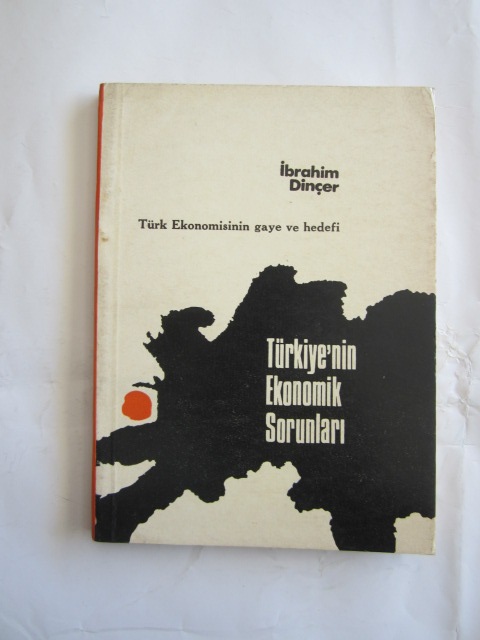 İbrahim
Dinçer
Türk Ekonomisinin gaye ve hedefi
Türkiye'nin
Ekonomik
Sorunları